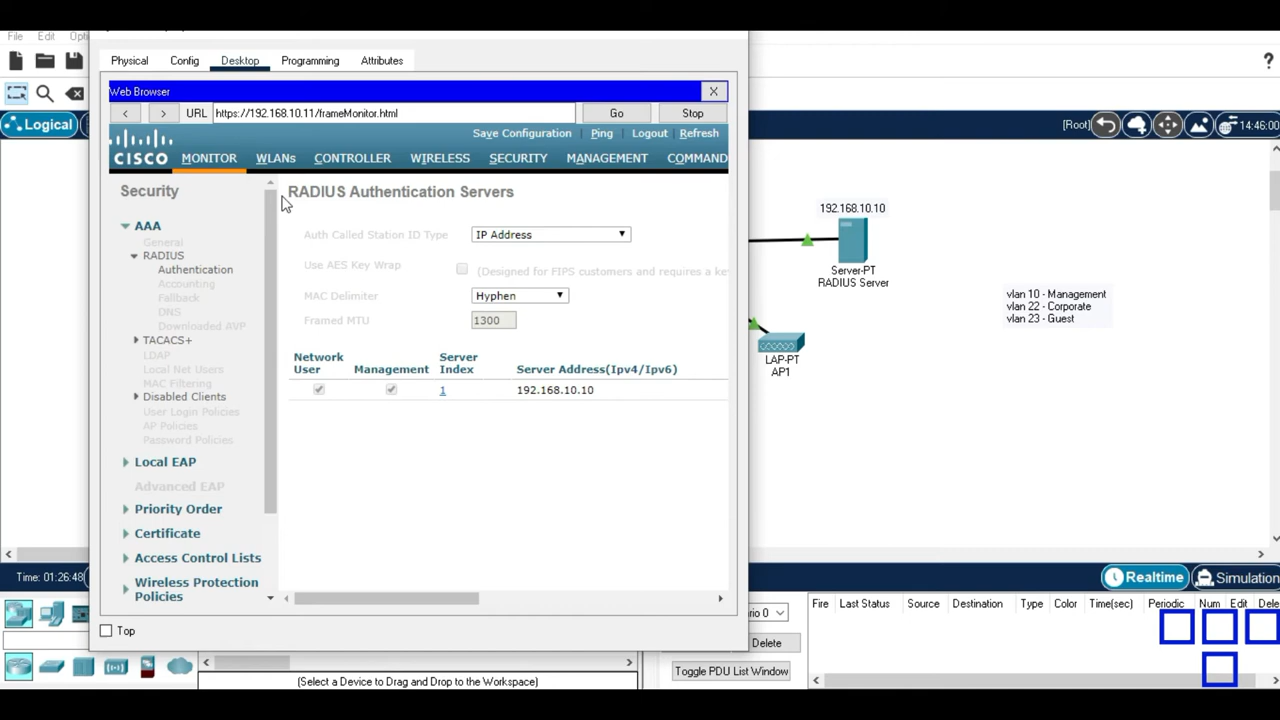 File Edit Opti
Physical Config Desktop Programming Attributes
Web Browser X
< > URL https://192.168.10.11/frameMonitor.html Go Stop
Save Configuration Ping Logout Refresh
CISCO MONITOR WLANs CONTROLLER WIRELESS SECURITY MANAGEMENT COMMAND
Security
AAA
General
RADIUS
Authentication
Accounting
Fallback
DNS
Downloaded AVP
TACACS+
LDAP
Local Net Users
MAC Filtering
Disabled Clients
User Login Policies
AP Policies
Password Policies
Local EAP
Advanced EAP
Priority Order
Certificate
Access Control Lists
Wireless Protection
Policies
RADIUS Authentication Servers
Auth Called Station ID Type IP Address
Use AES Key Wrap (Designed for FIPS customers and requires a ke
MAC Delimiter Hyphen
Framed MTU 1300
Network User Management Server Index Server Address(Ipv4/Ipv6)
1 192.168.10.10
Top
Logical
[Root] 14:46:00
?
192.168.10.10
Server-PT
RADIUS Server
LAP-PT
AP1
vlan 10 - Management
vlan 22 - Corporate
vlan 23 - Guest
Time: 01:26:48
Realtime Simulation
Fire Last Status Source Destination Type Color Time(sec) Periodic Num Edit Dele
ario 0
Delete
Toggle PDU List Window
(Select a Device to Drag and Drop to the Workspace)